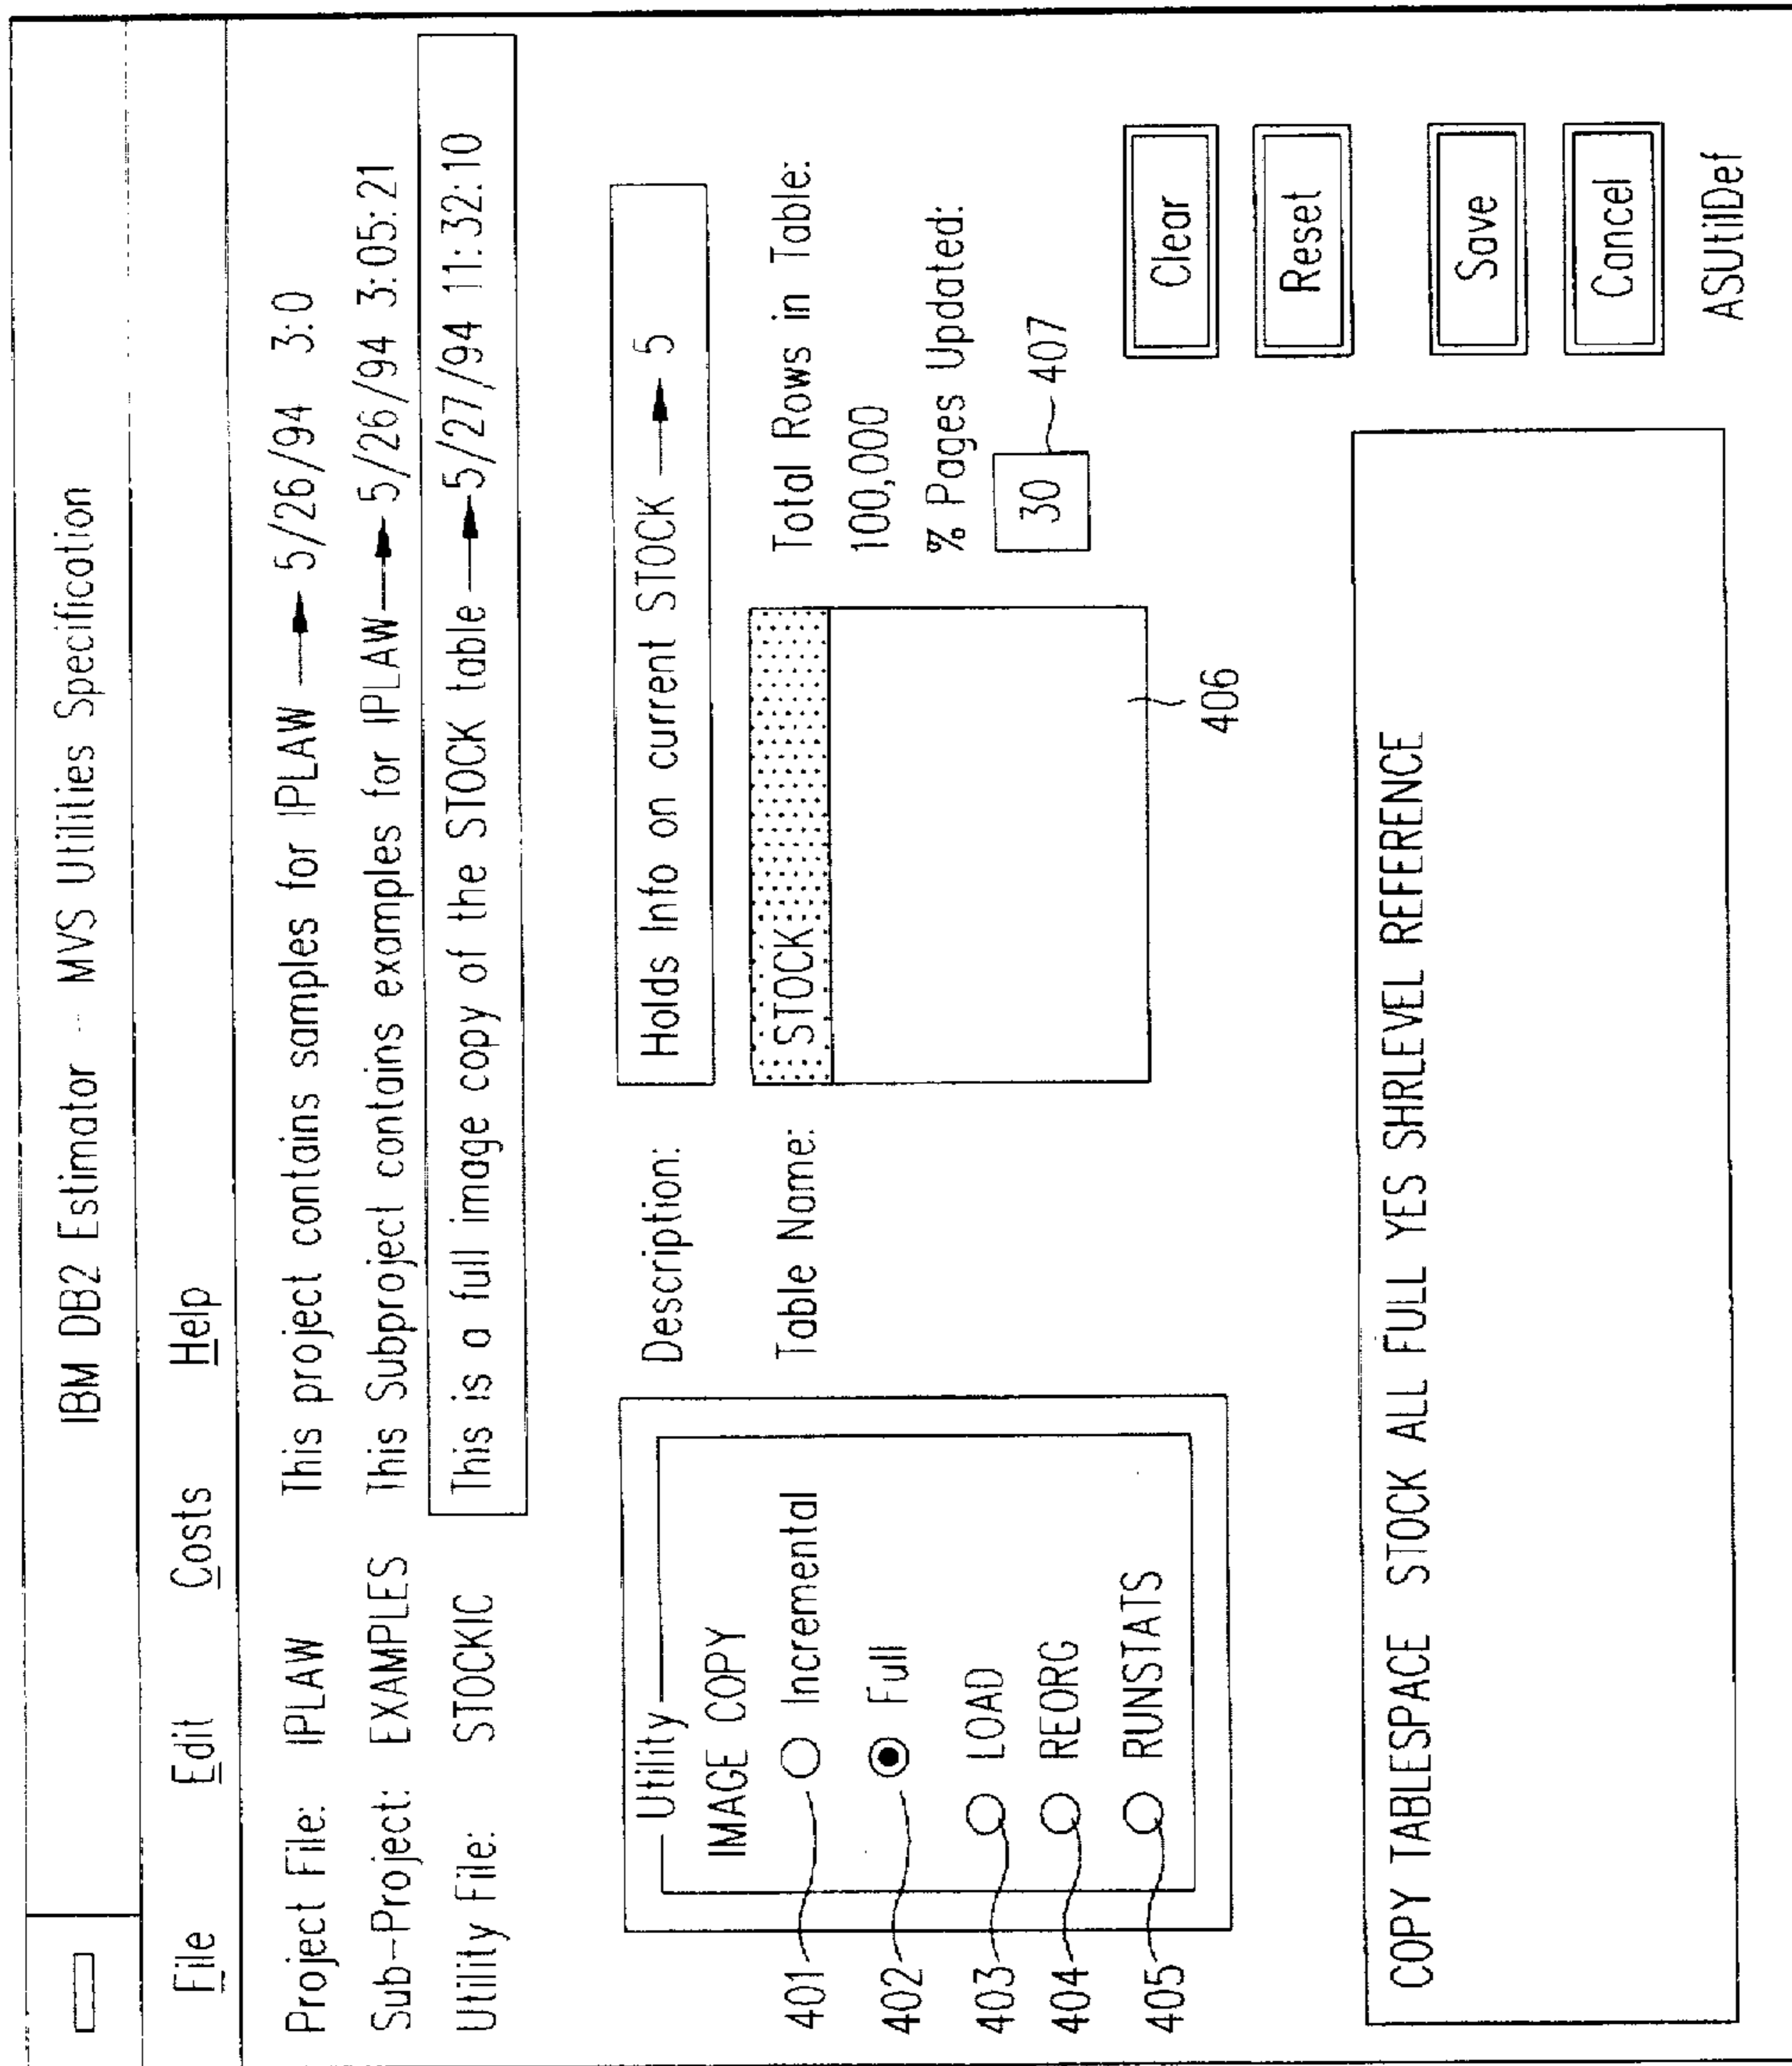 IBM DB2 Estimator -- MVS Utilities Specification
File Edit Costs Help
Project File: IPLAW This project contains samples for IPLAW → 5/26/94 3:0
Sub-Project: EXAMPLES This Subproject contains examples for IPLAW → 5/26/94 3:05:21
Utility File: STOCKIC This is a full image copy of the STOCK table → 5/27/94 11:32:10
Utility
IMAGE COPY
401 Incremental
402 Full
403 LOAD
404 REORG
405 RUNSTATS
Description: Holds Info on current STOCK → 5
Table Name: STOCK
406
Total Rows in Table:
100,000
% Pages Updated:
30 407
Clear
Reset
Save
Cancel
COPY TABLESPACE STOCK ALL FULL YES SHRLEVEL REFERENCE
ASUtilDef